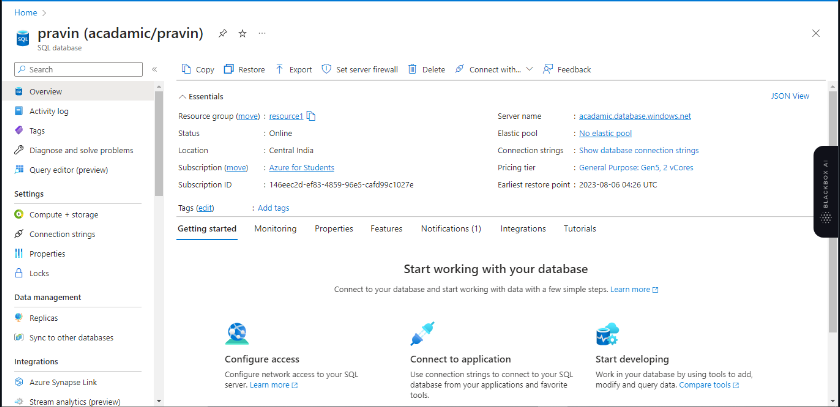 Home
pravin (acadamic/pravin)
SQL database
Search
Copy Restore Export Set server firewall Delete Connect with... Feedback
Overview
Activity log
Tags
Diagnose and solve problems
Query editor (preview)
Settings
Compute + storage
Connection strings
Properties
Locks
Data management
Replicas
Sync to other databases
Integrations
Azure Synapse Link
Stream analytics (preview)
Essentials
JSON View
Resource group (move) : resource1
Status : Online
Location : Central India
Subscription (move) : Azure for Students
Subscription ID : 146eec2d-ef83-4859-96e5-cafd99c1027e
Server name : acadamic.database.windows.net
Elastic pool : No elastic pool
Connection strings : Show database connection strings
Pricing tier : General Purpose: Gen5, 2 vCores
Earliest restore point : 2023-08-06 04:26 UTC
Tags (edit) : Add tags
Getting started Monitoring Properties Features Notifications (1) Integrations Tutorials
Start working with your database
Connect to your database and start working with data with a few simple steps. Learn more
Configure access
Configure network access to your SQL
server. Learn more
Connect to application
Use connection strings to connect to your SQL
database from your applications and favorite
tools.
Start developing
Work in your database by using tools to add,
modify and query data. Compare tools
BLACKBOX AI